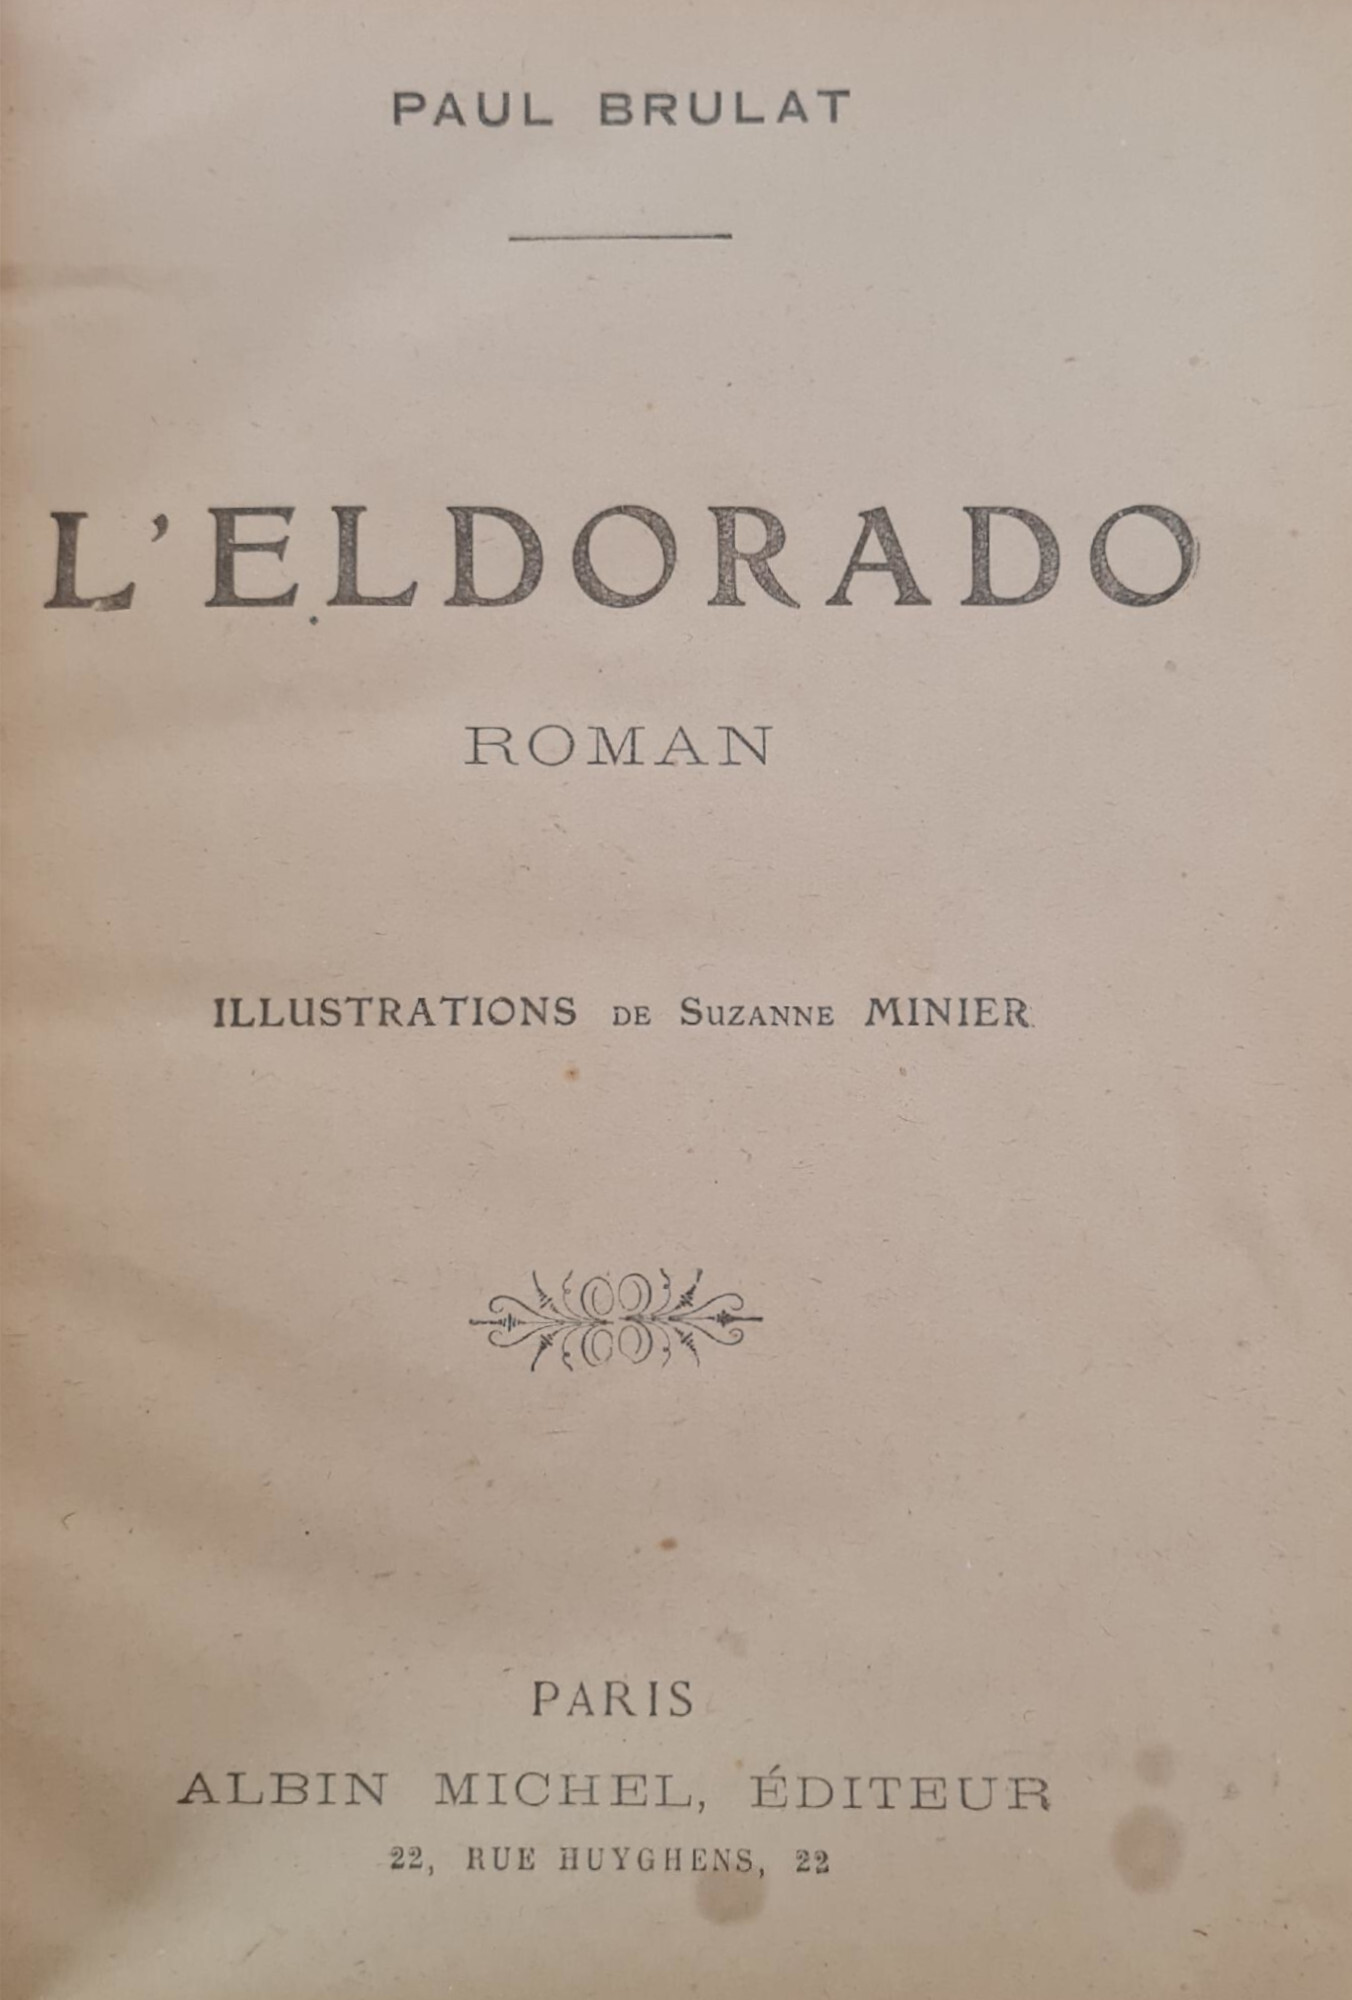 PAUL BRULAT
L'ELDORADO
ROMAN
ILLUSTRATIONS DE SUZANNE MINIER
PARIS
ALBIN MICHEL, ÉDITEUR
22, RUE HUYGHENS, 22